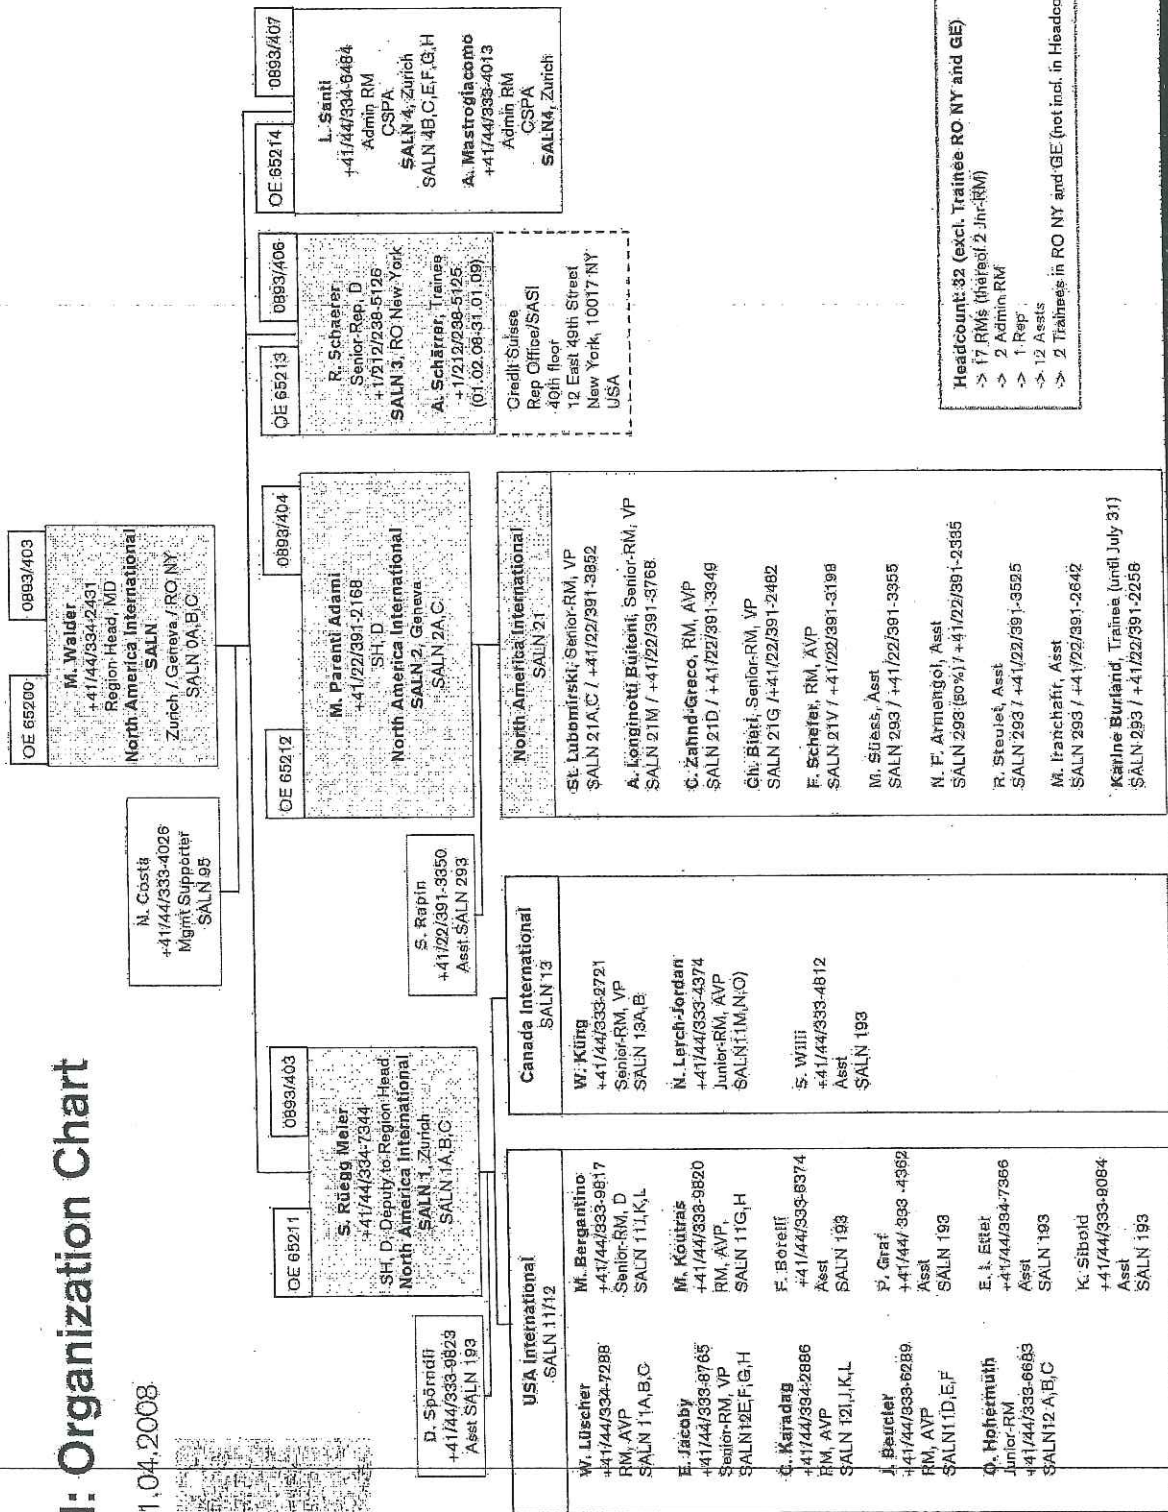 l: Organization Chart
1.04.2008
OE 65200
0893/403
M. Walder
+41/44/334-2431
Region Head, MD
North America International
SALN
Zurich / Geneva / RO NY
SALN 0A,B,C
N. Costa
+41/44/333-4026
Mgmt Supporter
SALN 95
OE 65211
0893/403
S. Rüegg Meier
+41/44/334-7344
SH, D, Deputy to Region Head
North America International
SALN 1, Zurich
SALN 1A,B,C
D. Spörndli
+41/44/333-9823
Asst SALN 193
OE 65212
0893/404
M. Parenti Adami
+41/22/391-2168
SH, D
North America International
SALN 2, Geneva
SALN 2A,C
S. Rapin
+41/22/391-3350
Asst SALN 293
OE 65213
0893/406
R. Schaerer
Senior-Rep, D
+1/212/238-5126
SALN 3, RO New York
A. Schärrer, Trainee
+1/212/238-5125
(01.02.08-31.01.09)
Credit Suisse
Rep Office/SASI
40th floor
12 East 49th Street
New York, 10017 NY
USA
OE 65214
0893/407
L. Santi
+41/44/334-6484
Admin RM
CSPA
SALN 4, Zurich
SALN 4B,C,E,F,G,H
A. Mastrogiacomo
+41/44/333-4013
Admin RM
CSPA
SALN4, Zurich
USA International
SALN 11/12
W. Lüscher
+41/44/334-7288
RM, AVP
SALN 11A,B,C
E. Jacoby
+41/44/333-8765
Senior-RM, VP
SALN12E,F,G,H
C. Karadag
+41/44/334-2886
RM, AVP
SALN 12I,J,K,L
J. Beucler
+41/44/333-6289
RM, AVP
SALN11D,E,F
O. Hohermuth
Junior-RM
+41/44/333-6683
SALN12 A,B,C
M. Bergantino
+41/44/333-9817
Senior-RM, D
SALN 11J,K,L
M. Koutras
+41/44/333-9820
RM, AVP,
SALN 11G,H
F. Borelli
+41/44/333-8374
Asst
SALN 193
P. Graf
+41/44/ 333 -4362
Asst
SALN 193
E. I. Etter
+41/44/334-7366
Asst
SALN 193
K. Sibold
+41/44/333-9084
Asst
SALN 193
Canada International
SALN 13
W. Küng
+41/44/333-2721
Senior-RM, VP
SALN 13A,B
N. Lerch-Jordan
+41/44/333-4374
Junior-RM, AVP
SALN11M,N,O)
S. Willi
+41/44/333-4812
Asst
SALN 193
North America International
SALN 21
St. Lubomirski, Senior-RM, VP
SALN 21A,C / +41/22/391-3852
A. Longinotti Buitoni, Senior-RM, VP
SALN 21M / +41/22/391-3768
C. Zahnd-Greco, RM, AVP
SALN 21D / +41/22/391-3349
Ch. Bieri, Senior-RM, VP
SALN 21G /+41/22/391-2482
F. Schefer, RM, AVP
SALN 21V / +41/22/391-3198
M. Süess, Asst
SALN 293 / +41/22/391-3355
N. F. Armengol, Asst
SALN 293 (50%) / +41/22/391-2385
R. Steulet, Asst
SALN 293 / +41/22/391-3525
M. Iranchafir, Asst
SALN 293 / +41/22/391-2642
Karine Burland, Trainee (until July 31)
SALN 293 / +41/22/391-2258
Headcount: 32 (excl. Trainee RO NY and GE)
-> 17 RMs (thereof 2 Jnr-RM)
-> 2 Admin RM
-> 1 Rep
-> 12 Assts
-> 2 Trainees in RO NY and GE (not incl. in Headco